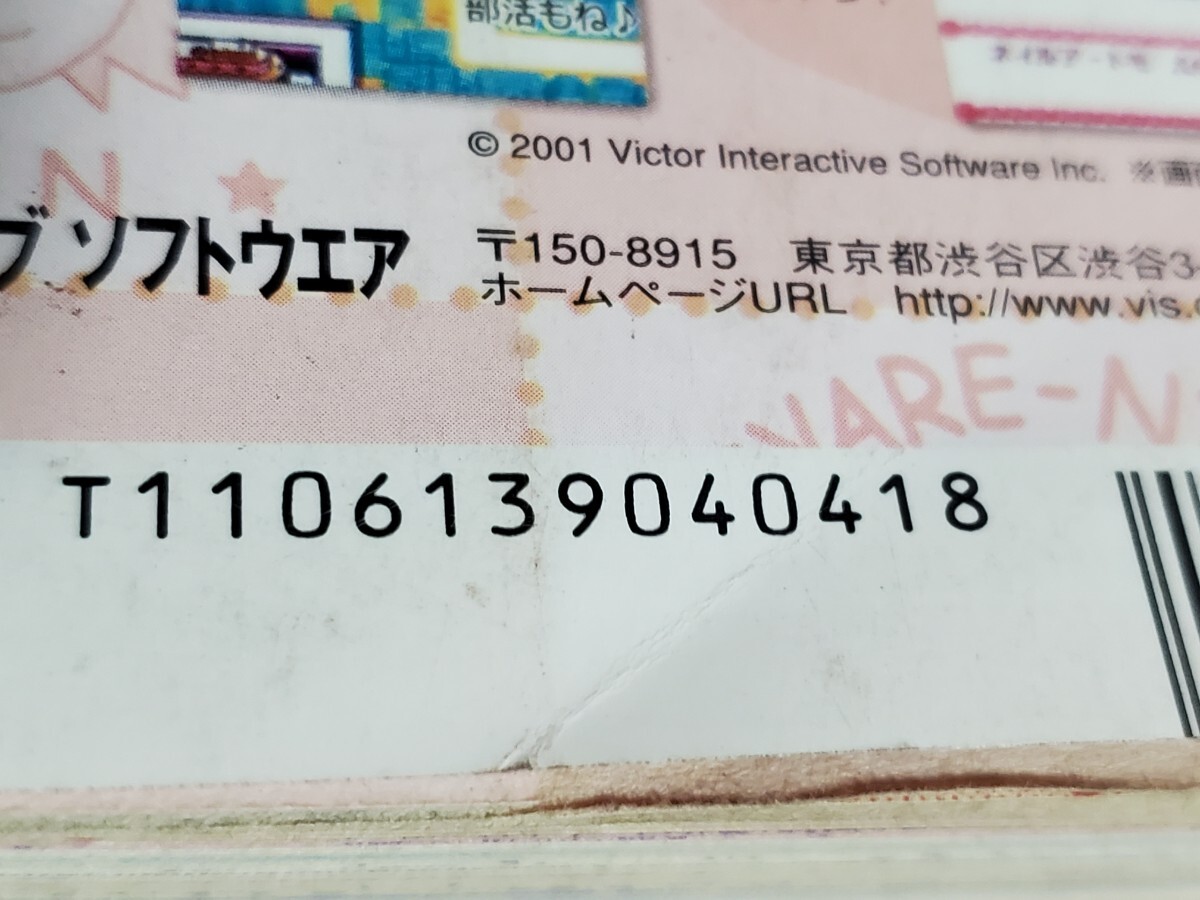 部活もね♪
© 2001 Victor Interactive Software Inc. ※画
N
ブ ソフトウエア
〒150-8915 東京都渋谷区渋谷3-
ホームページURL http://www.vis.
WARE-N
T1106139040418